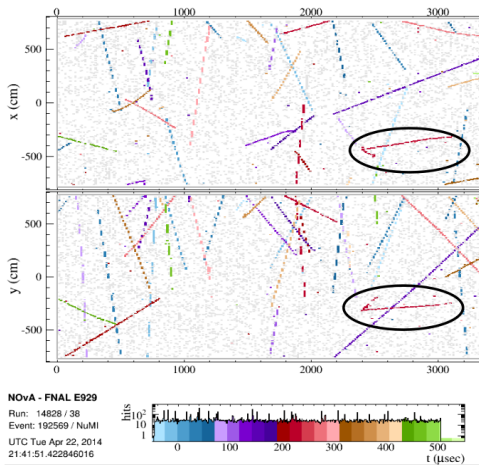 0 1000 2000 3000
x (cm)
500
0
-500
y (cm)
500
0
-500
0 1000 2000 3000
NOvA - FNAL E929
Run: 14828 / 38
Event: 192569 / NuMI
UTC Tue Apr 22, 2014
21:41:51.422846016
hits
10²
10
1
0 100 200 300 400 500
t (μsec)